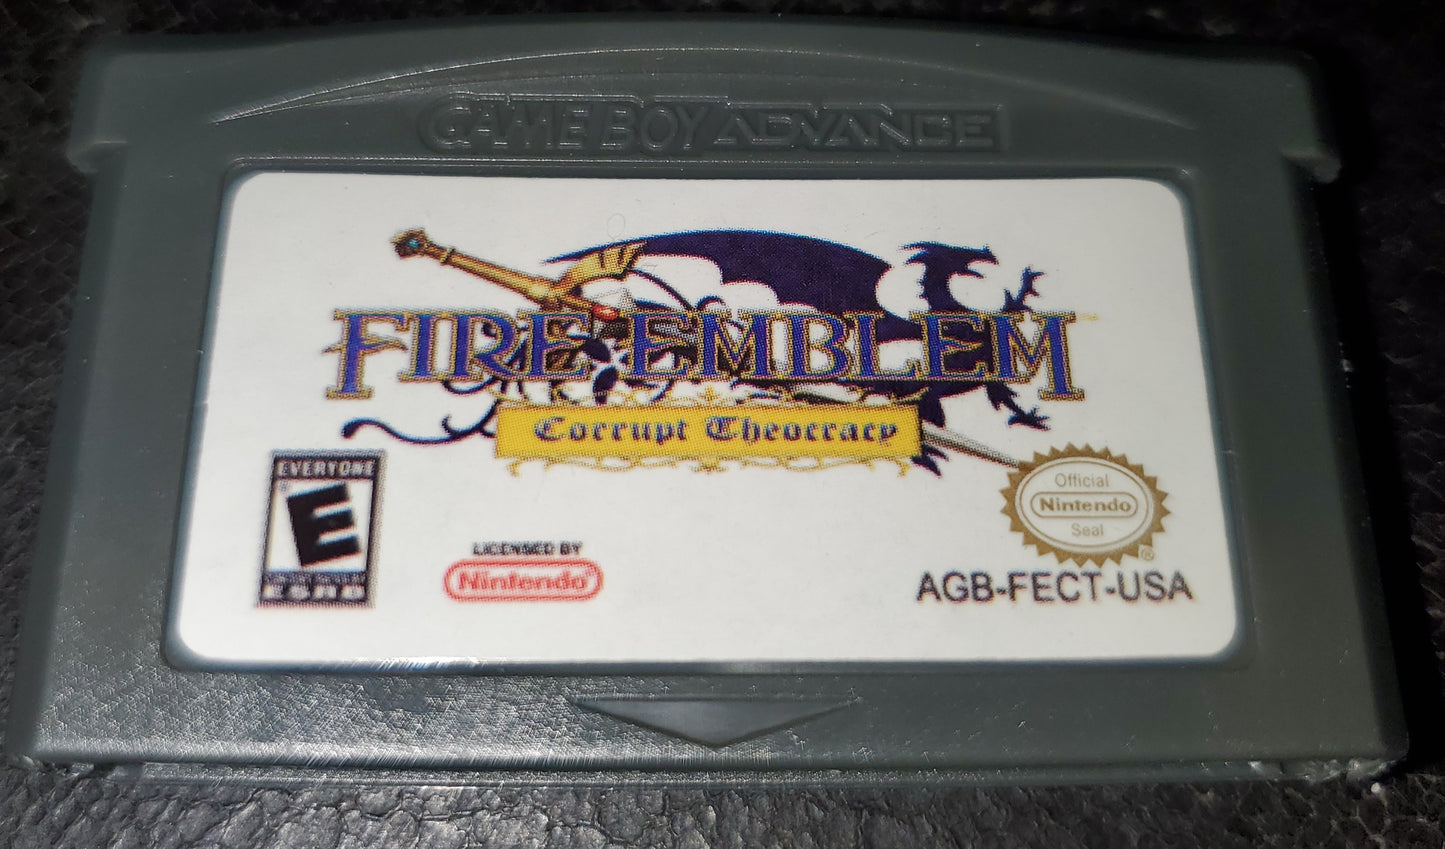 GAME BOY ADVANCE
FIRE EMBLEM
Corrupt Theocracy
EVERYONE
E
ESRB
LICENSED BY
Nintendo®
Official
Nintendo
Seal
®
AGB-FECT-USA